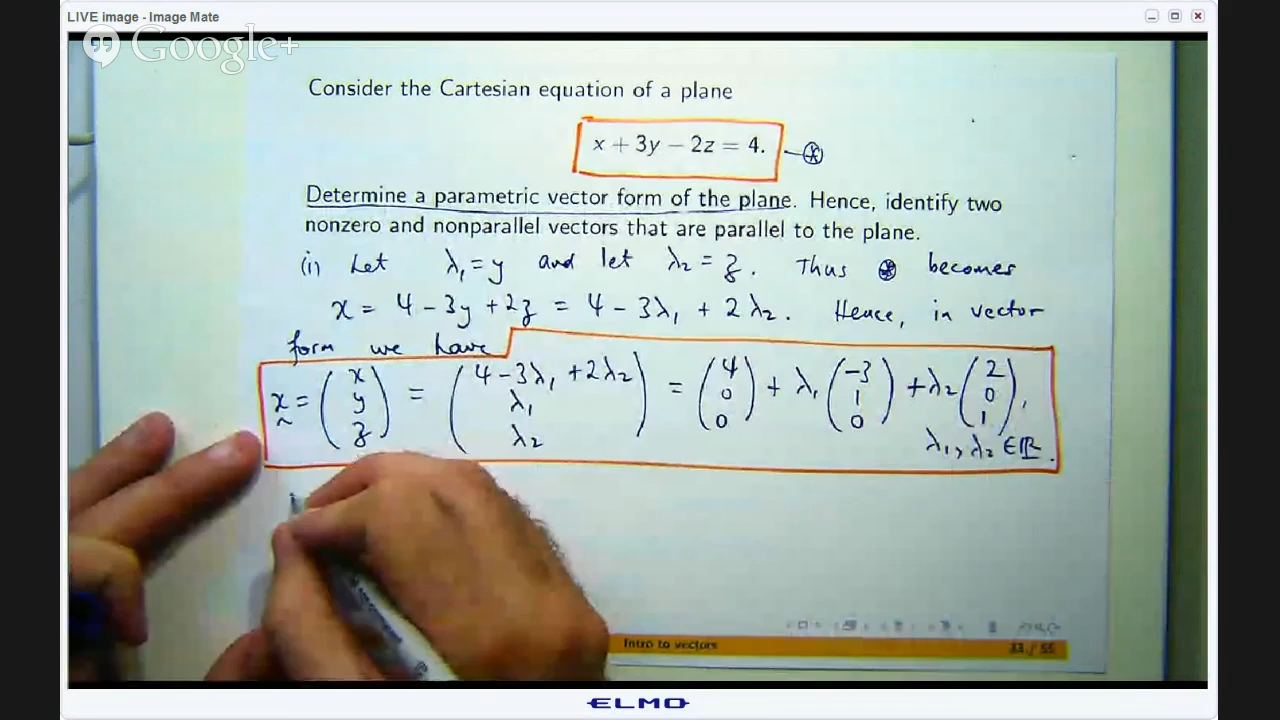 LIVE image - Image Mate
Google+
Consider the Cartesian equation of a plane
x + 3y − 2z = 4. — ⊛
Determine a parametric vector form of the plane. Hence, identify two
nonzero and nonparallel vectors that are parallel to the plane.
(i) Let λ₁ = y and let λ₂ = z. Thus ⊛ becomes
x = 4 − 3y + 2z = 4 − 3λ₁ + 2λ₂. Hence, in vector
form we have
x̰ = (x y z) = (4 − 3λ₁ + 2λ₂ λ₁ λ₂) = (4 0 0) + λ₁ (−3 1 0) + λ₂ (2 0 1),
λ₁, λ₂ ∈ ℝ.
Intro to vectors
33 / 55
ELMO